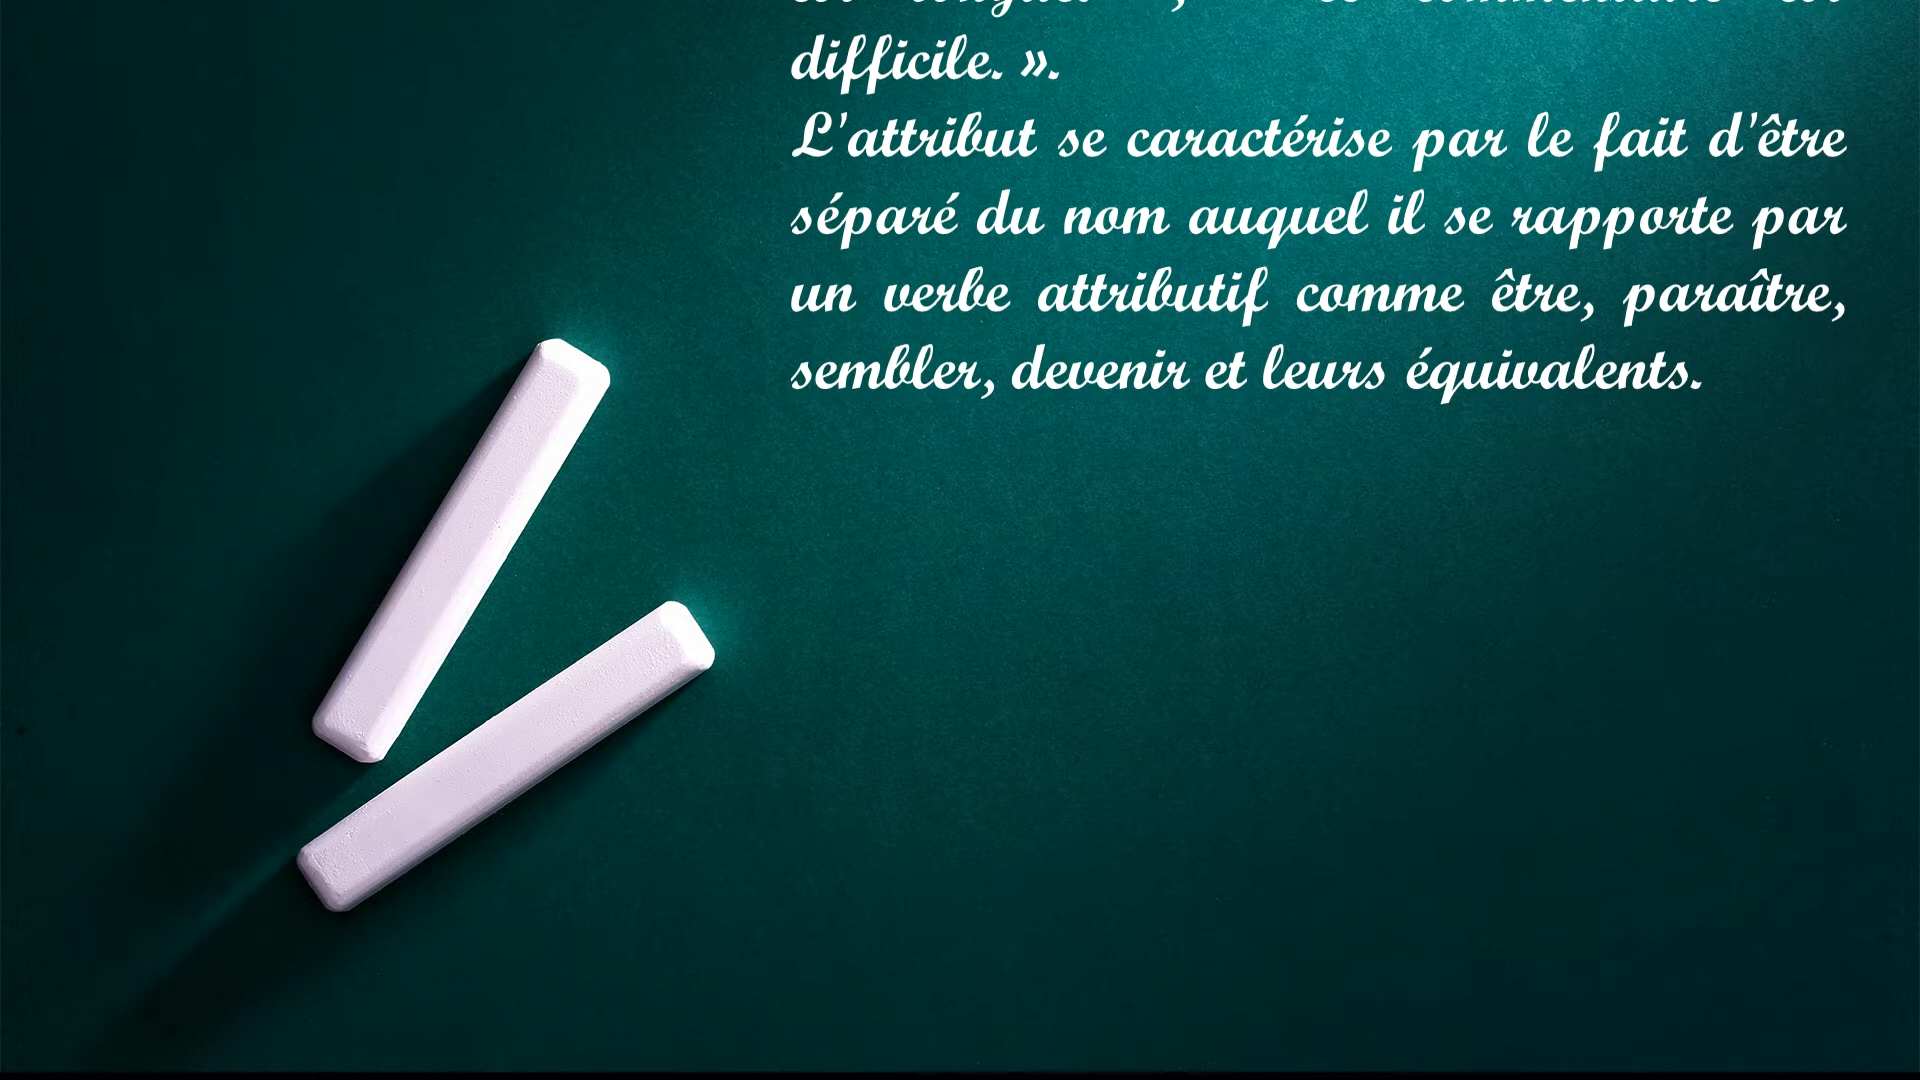 difficile. ».
L'attribut se caractérise par le fait d'être
séparé du nom auquel il se rapporte par
un verbe attributif comme être, paraître,
sembler, devenir et leurs équivalents.